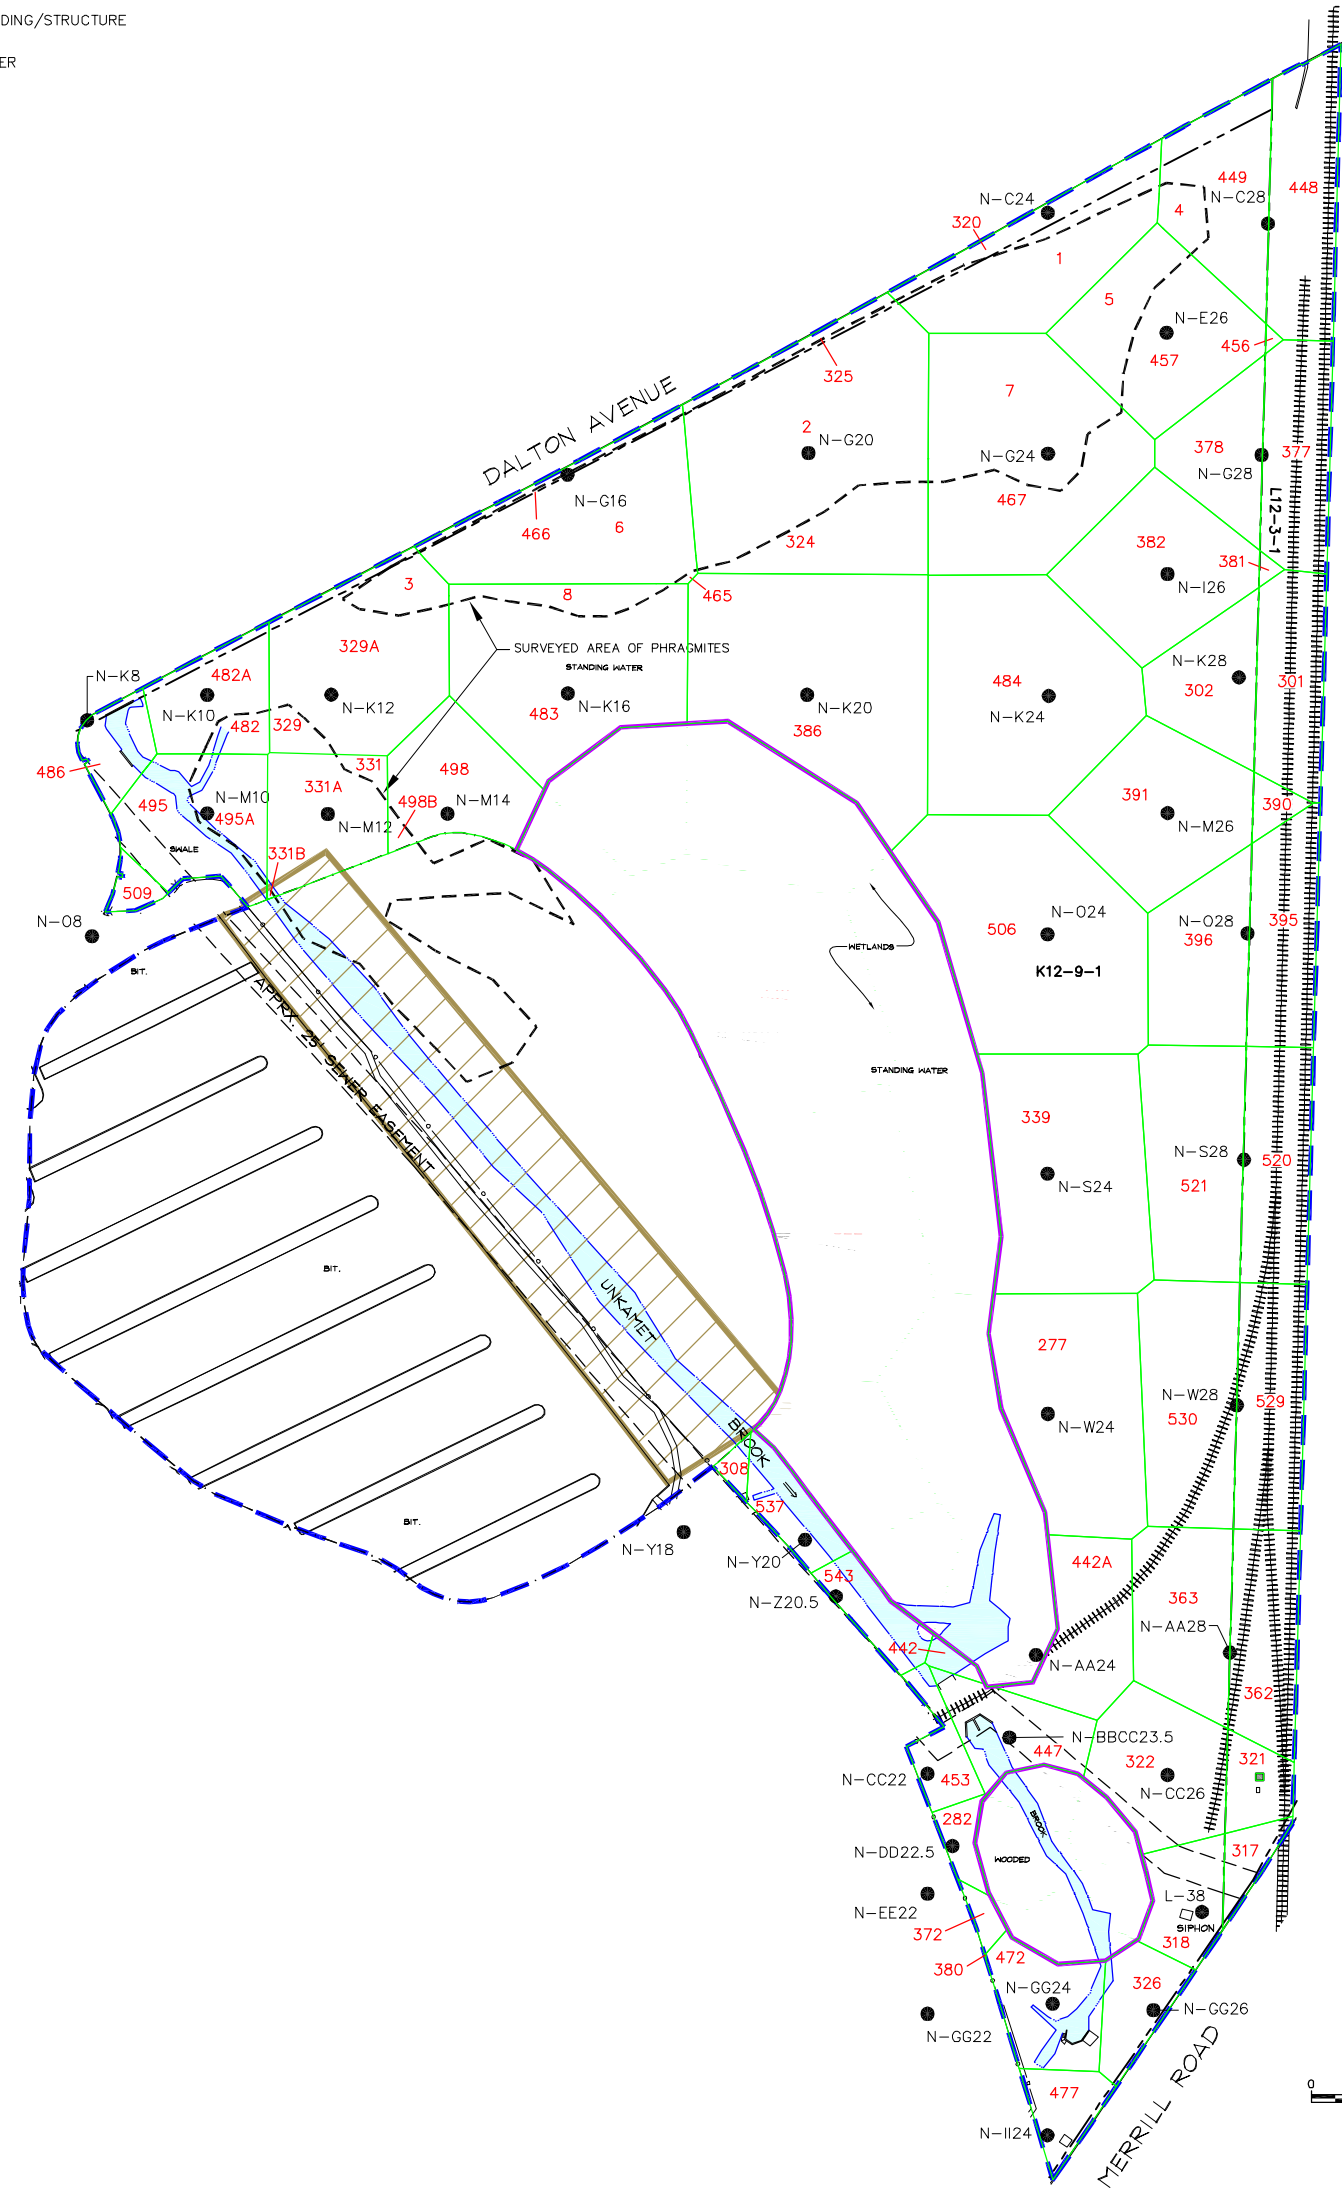 DING/STRUCTURE
ER
449
448
N-C28
N-C24
4
320
1
5
N-E26
456
457
325
7
DALTON AVENUE
2
N-G20
378
377
N-G24
N-G28
N-G16
467
466
6
L12-3-1
324
382
381
3
N-I26
8
465
SURVEYED AREA OF PHRAGMITES
329A
STANDING WATER
N-K28
N-K8
482A
484
302
301
N-K10
N-K12
N-K16
N-K20
N-K24
483
482
329
386
486
331
498
331A
391
390
495
N-M10
498B
N-M14
495A
N-M12
N-M26
SWALE
331B
509
N-O8
N-O24
N-O28
395
506
396
WETLANDS
BIT.
K12-9-1
APPRX. 25' SEWER EASEMENT
STANDING WATER
339
N-S28
520
N-S24
521
BIT.
UNKAMET
277
N-W28
529
N-W24
530
BROOK
308
537
BIT.
N-Y18
N-Y20
442A
543
363
N-Z20.5
N-AA28
442
N-AA24
362
N-BBCC23.5
447
321
322
N-CC22
453
N-CC26
282
BROOK
317
N-DD22.5
WOODED
L-38
N-EE22
SIPHON
372
318
472
380
326
N-GG24
N-GG26
N-GG22
477
0
MERRILL ROAD
N-II24